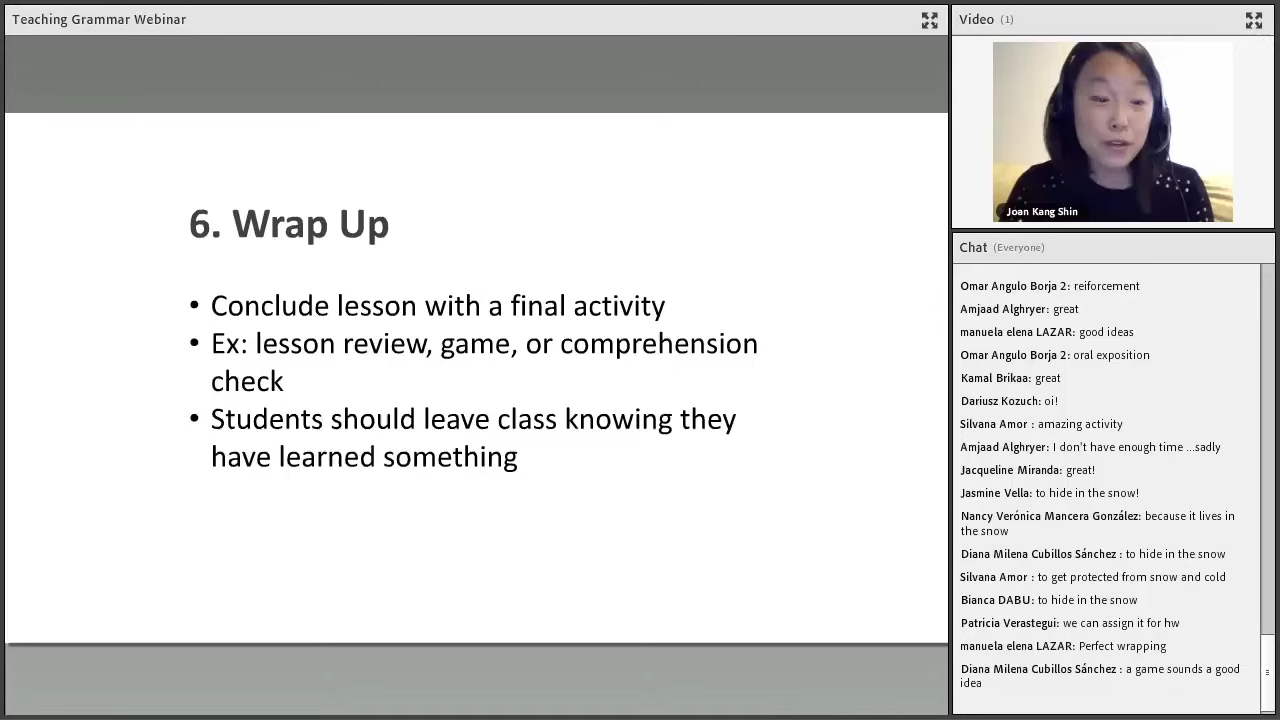 Teaching Grammar Webinar
6. Wrap Up
• Conclude lesson with a final activity
• Ex: lesson review, game, or comprehension
check
• Students should leave class knowing they
have learned something
Video (1)
Joan Kang Shin
Chat (Everyone)
Omar Angulo Borja 2: reiforcement
Amjaad Alghryer: great
manuela elena LAZAR: good ideas
Omar Angulo Borja 2: oral exposition
Kamal Brikaa: great
Dariusz Kozuch: oi!
Silvana Amor : amazing activity
Amjaad Alghryer: I don't have enough time ...sadly
Jacqueline Miranda: great!
Jasmine Vella: to hide in the snow!
Nancy Verónica Mancera González: because it lives in
the snow
Diana Milena Cubillos Sánchez : to hide in the snow
Silvana Amor : to get protected from snow and cold
Bianca DABU: to hide in the snow
Patricia Verastegui: we can assign it for hw
manuela elena LAZAR: Perfect wrapping
Diana Milena Cubillos Sánchez : a game sounds a good
idea